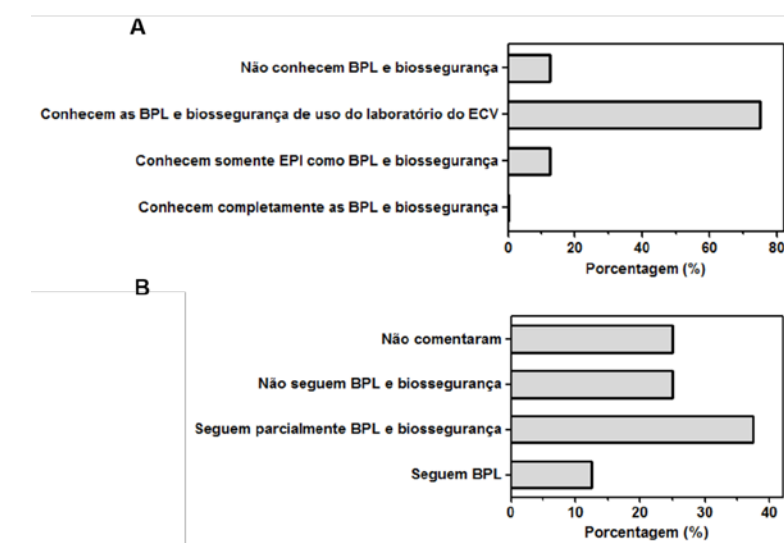 A
Não conhecem BPL e biossegurança
Conhecem as BPL e biossegurança de uso do laboratório do ECV
Conhecem somente EPI como BPL e biossegurança
Conhecem completamente as BPL e biossegurança
0 20 40 60 80
Porcentagem (%)
B
Não comentaram
Não seguem BPL e biossegurança
Seguem parcialmente BPL e biossegurança
Seguem BPL
0 10 20 30 40
Porcentagem (%)